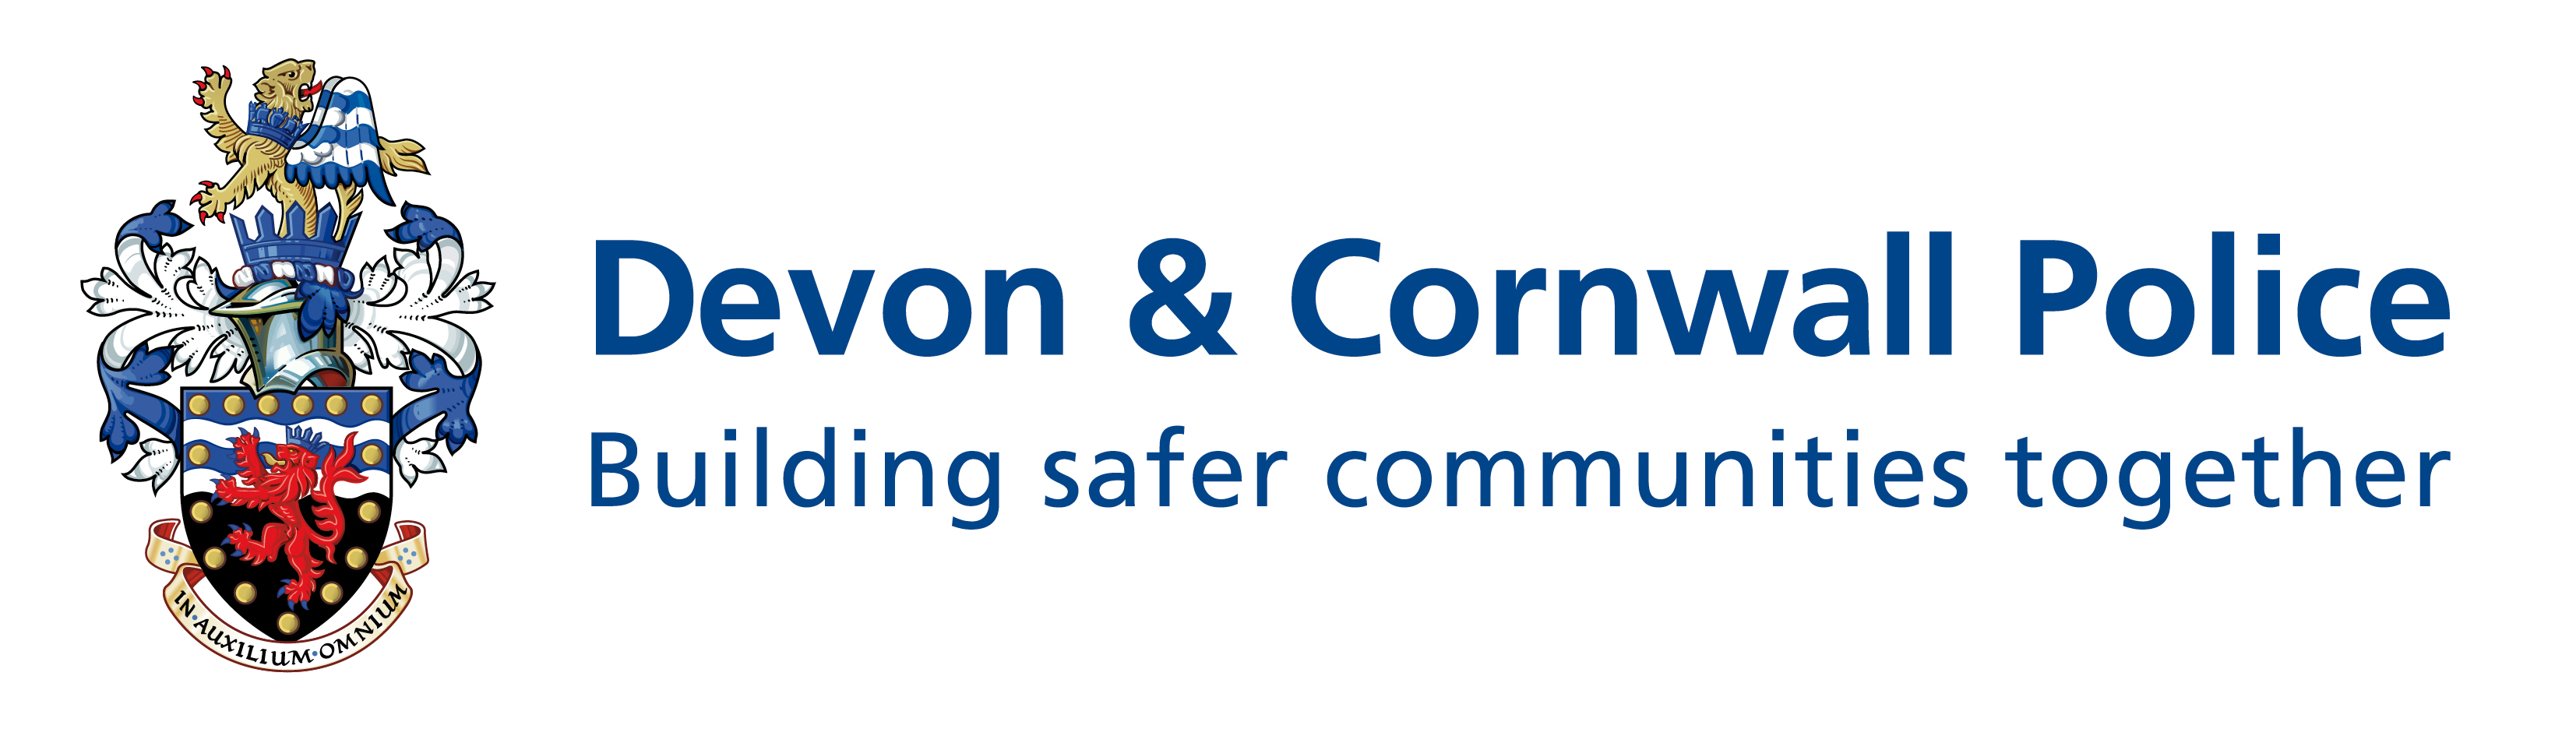 IN·AUXILIUM·OMNIUM
Devon & Cornwall Police
Building safer communities together